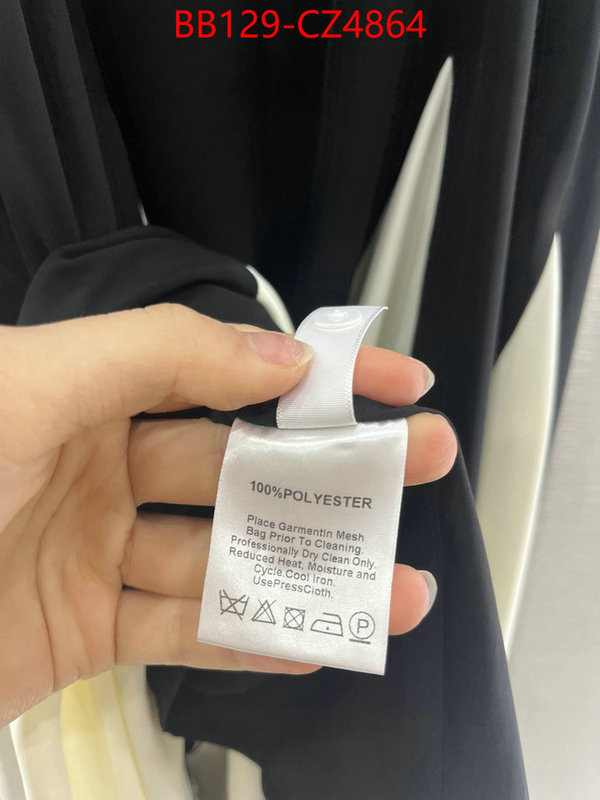 BB129-CZ4864
100%POLYESTER
Place Garmentin Mesh
Bag Prior To Cleaning.
Professionally Dry Clean Only.
Reduced Heat, Moisture and
Cycle.Cool Iron.
UsePressCloth.
P